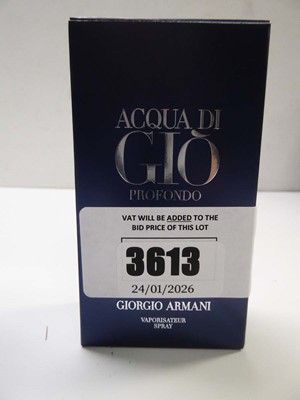 ACQUA DI
GIÒ
PROFONDO
VAT WILL BE ADDED TO THE
BID PRICE OF THIS LOT
3613
24/01/2026
GIORGIO ARMANI
VAPORISATEUR
SPRAY